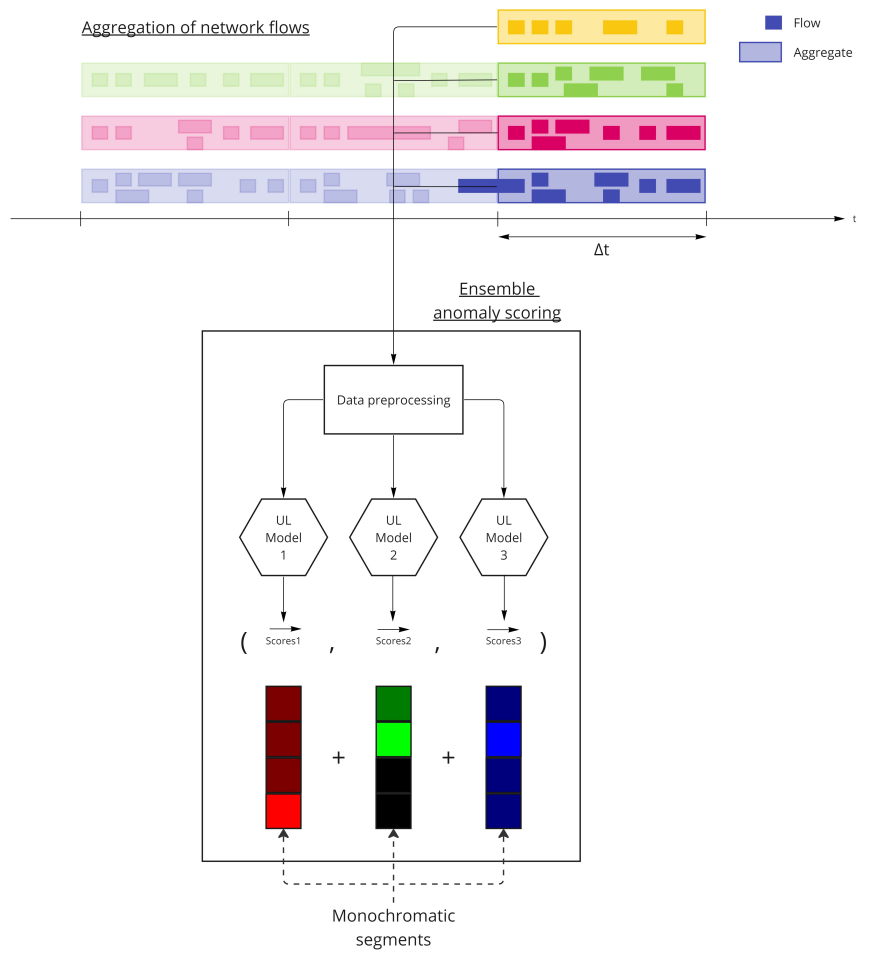 Aggregation of network flows
Flow
Aggregate
t
Δt
Ensemble
anomaly scoring
Data preprocessing
UL
Model
1
UL
Model
2
UL
Model
3
( Scores1 , Scores2 , Scores3 )
+ +
Monochromatic
segments